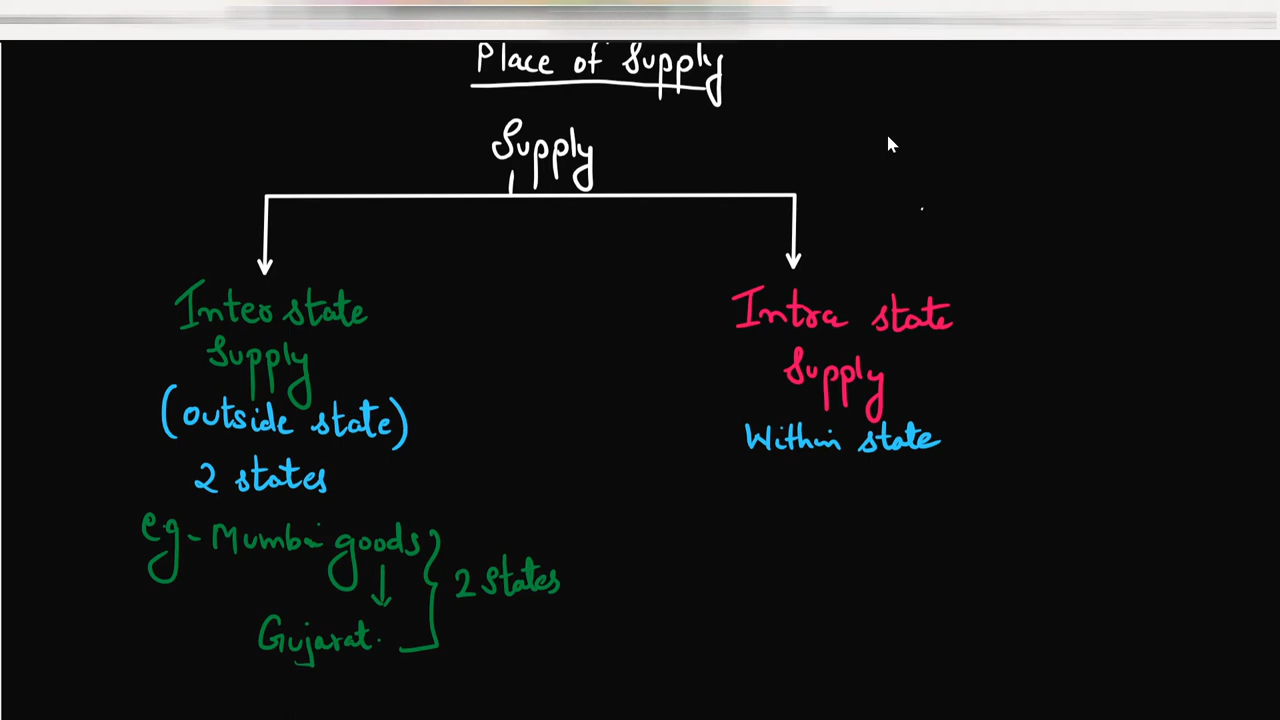 Place of Supply
Supply
Inter state
Supply
(outside state)
2 states
e.g - Mumbai goods
Gujarat.
2 states
Intra state
Supply
Within state